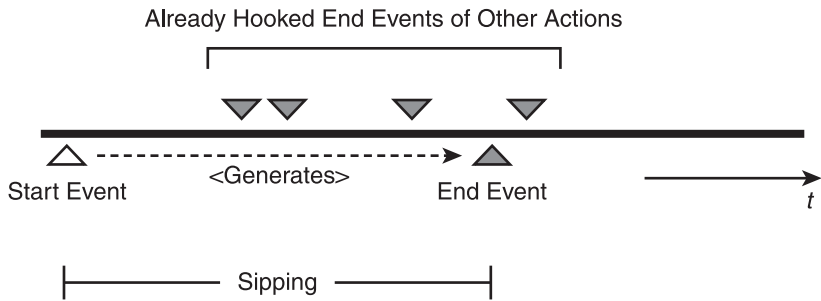 Already Hooked End Events of Other Actions
<Generates>
Start Event
End Event
t
Sipping